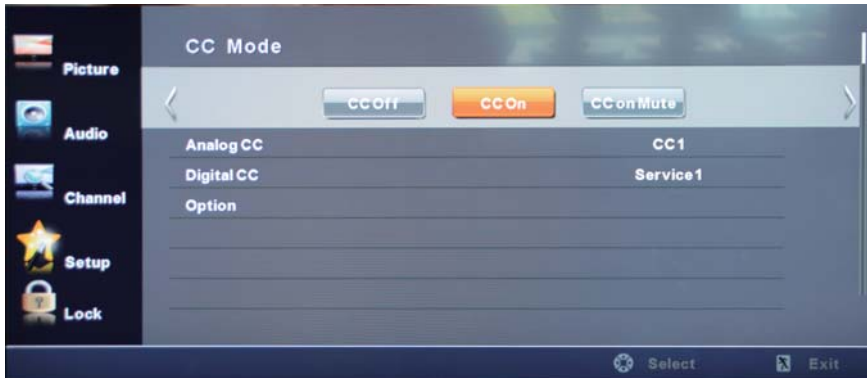 CC Mode
Picture
CC Off CC On CC on Mute
Audio
Analog CC CC1
Digital CC Service1
Channel
Option
Setup
Lock
Select Exit